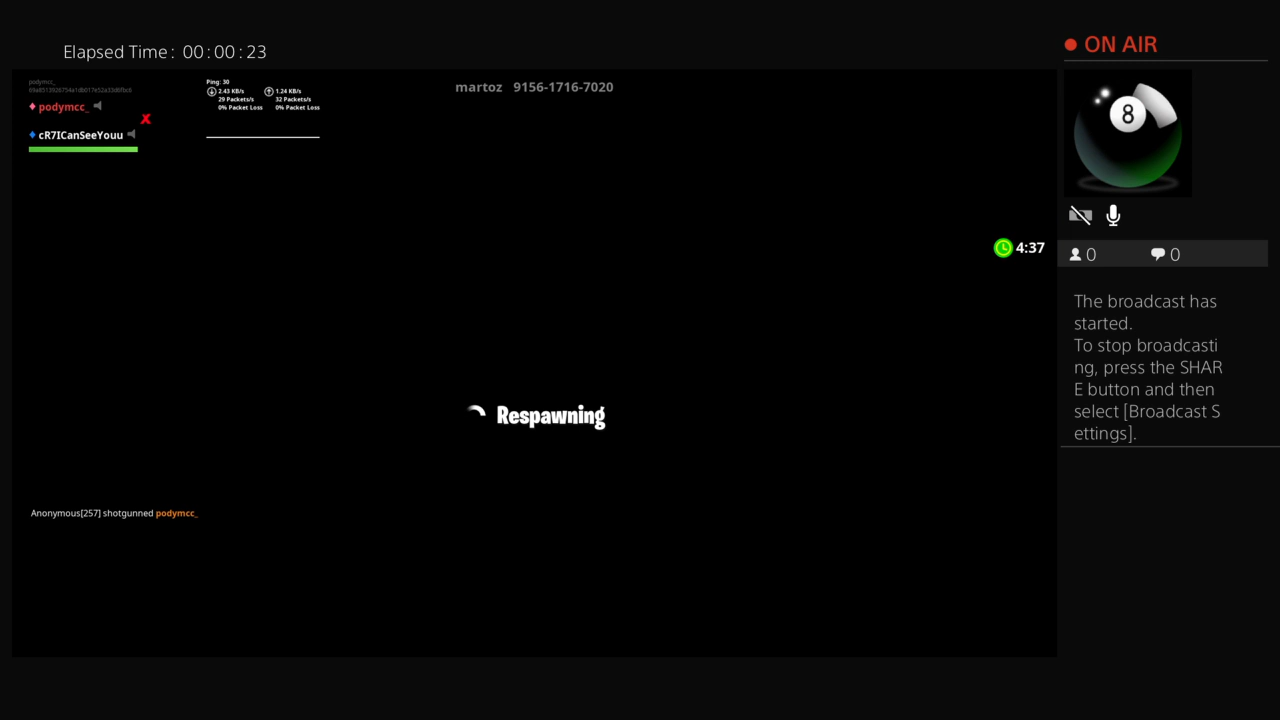 Elapsed Time: 00:00:23
ON AIR
podymcc_
podymcc_
cR7ICanSeeYouu
X
Ping: 30
2.43 KB/s 1.24 KB/s
29 Packets/s 32 Packets/s
0% Packet Loss 0% Packet Loss
martoz 9156-1716-7020
8
0 0
4:37
The broadcast has
started.
To stop broadcasti
ng, press the SHAR
E button and then
select [Broadcast S
ettings].
Respawning
Anonymous[257] shotgunned podymcc_